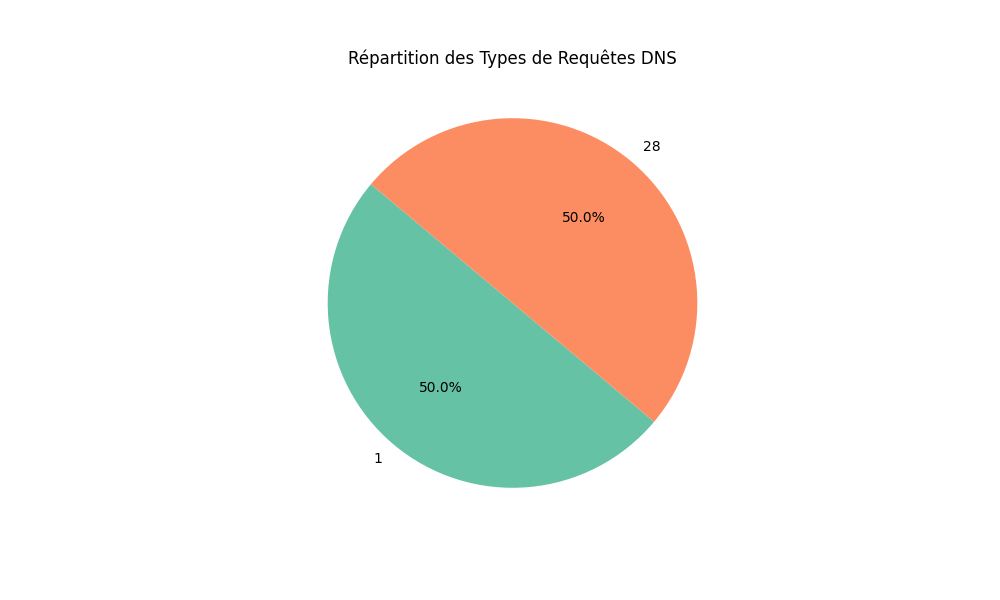 Répartition des Types de Requêtes DNS
28
50.0%
50.0%
1